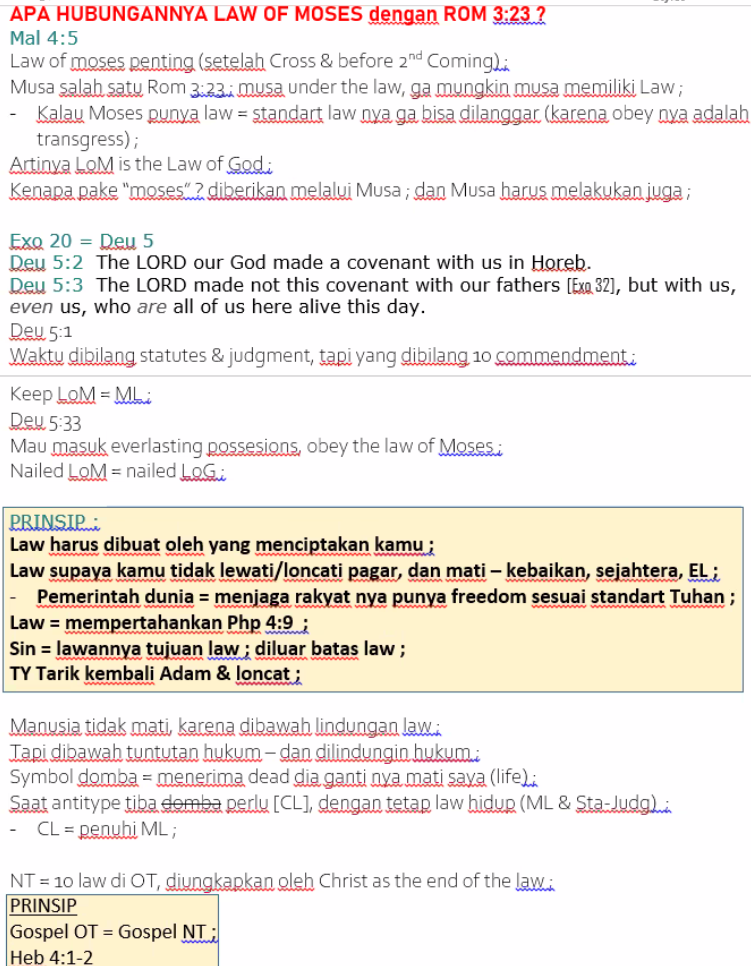 APA HUBUNGANNYA LAW OF MOSES dengan ROM 3:23 ?
Mal 4:5
Law of moses penting (setelah Cross & before 2nd Coming) ;
Musa salah satu Rom 3:23 ; musa under the law, ga mungkin musa memiliki Law ;
- Kalau Moses punya law = standart law nya ga bisa dilanggar (karena obey nya adalah
transgress) ;
Artinya LoM is the Law of God ;
Kenapa pake “moses” ? diberikan melalui Musa ; dan Musa harus melakukan juga ;
Exo 20 = Deu 5
Deu 5:2 The LORD our God made a covenant with us in Horeb.
Deu 5:3 The LORD made not this covenant with our fathers [Exo 32], but with us,
even us, who are all of us here alive this day.
Deu 5:1
Waktu dibilang statutes & judgment, tapi yang dibilang 10 commendment ;
Keep LoM = ML ;
Deu 5:33
Mau masuk everlasting possesions, obey the law of Moses ;
Nailed LoM = nailed LoG ;
PRINSIP :
Law harus dibuat oleh yang menciptakan kamu ;
Law supaya kamu tidak lewati/loncati pagar, dan mati – kebaikan, sejahtera, EL ;
- Pemerintah dunia = menjaga rakyat nya punya freedom sesuai standart Tuhan ;
Law = mempertahankan Php 4:9 ;
Sin = lawannya tujuan law ; diluar batas law ;
TY Tarik kembali Adam & loncat ;
Manusia tidak mati, karena dibawah lindungan law ;
Tapi dibawah tuntutan hukum – dan dilindungin hukum ;
Symbol domba = menerima dead dia ganti nya mati saya (life) ;
Saat antitype tiba domba perlu [CL], dengan tetap law hidup (ML & Sta-Judg) ;
- CL = penuhi ML ;
NT = 10 law di OT, diungkapkan oleh Christ as the end of the law ;
PRINSIP
Gospel OT = Gospel NT ;
Heb 4:1-2